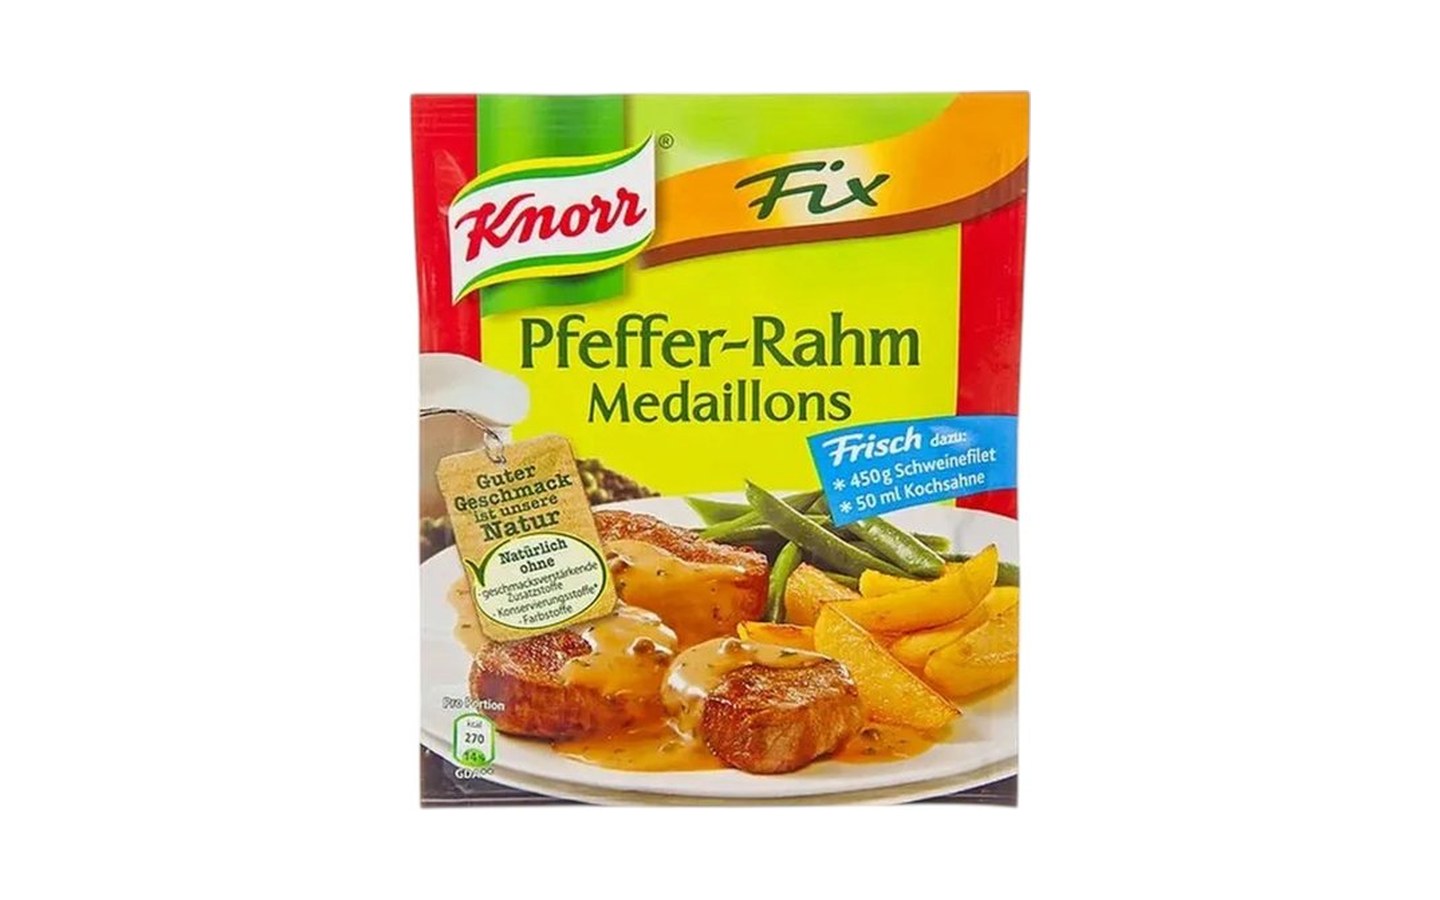 Knorr
®
Fix
Pfeffer-Rahm
Medaillons
Frisch dazu:
* 450g Schweinefilet
* 50 ml Kochsahne
Guter
Geschmack
ist unsere
Natur
Natürlich
ohne
- geschmacksverstärkende
Zusatzstoffe
- Konservierungsstoffe*
- Farbstoffe
Pro Portion
kcal
270
14%
GDA